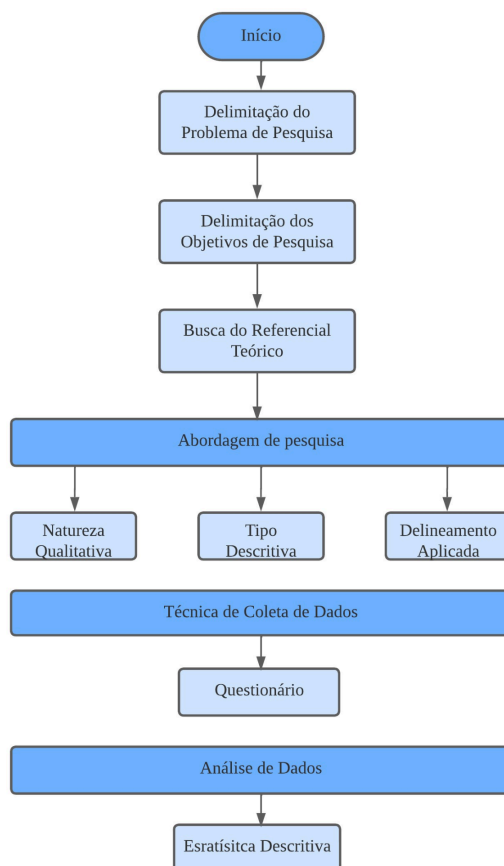 Início
Delimitação do
Problema de Pesquisa
Delimitação dos
Objetivos de Pesquisa
Busca do Referencial
Teórico
Abordagem de pesquisa
Natureza
Qualitativa
Tipo
Descritiva
Delineamento
Aplicada
Técnica de Coleta de Dados
Questionário
Análise de Dados
Esratísitca Descritiva